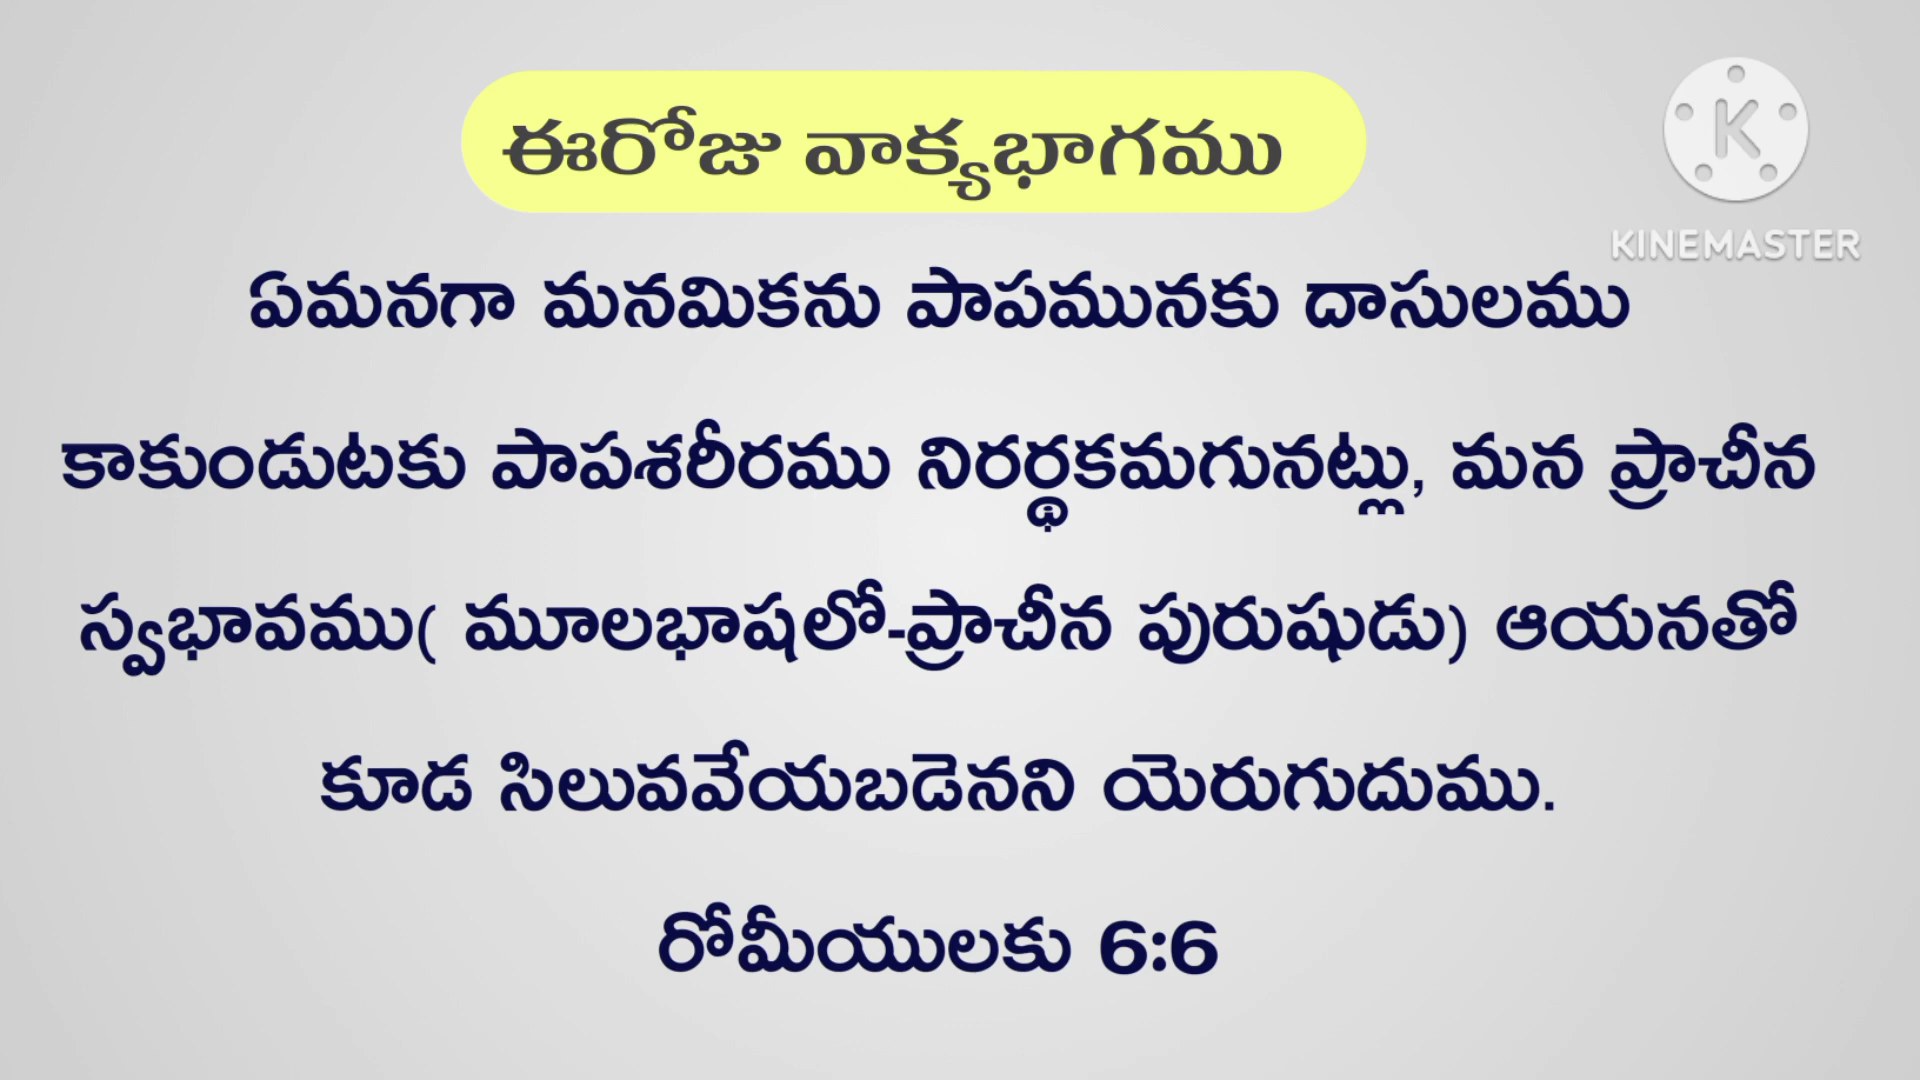 ఈరోజు వాక్యభాగము
KINEMASTER
ఏమనగా మనమికను పాపమునకు దాసులము
కాకుండుటకు పాపశరీరము నిరర్థకమగునట్లు, మన ప్రాచీన
స్వభావము( మూలభాషలో-ప్రాచీన పురుషుడు) ఆయనతో
కూడ సిలువవేయబడెనని యెరుగుదుము.
రోమీయులకు 6:6